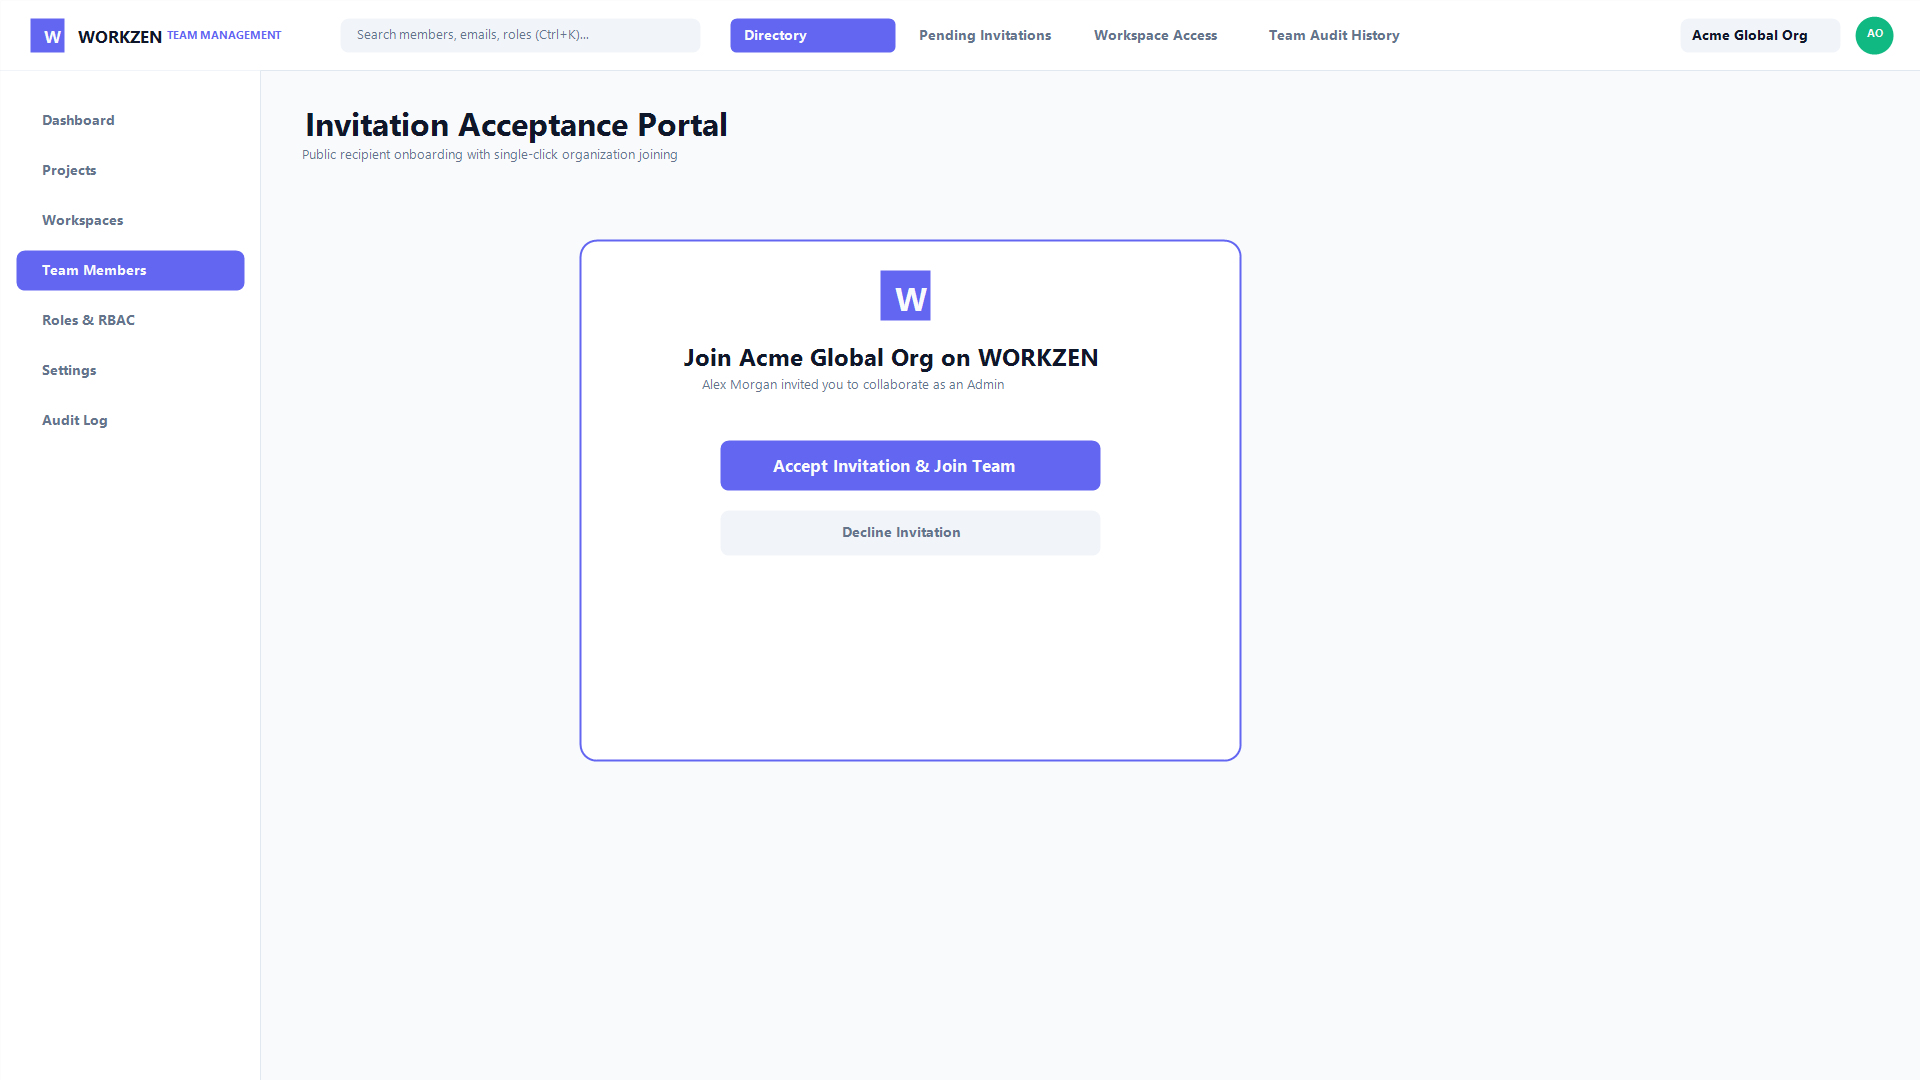 W WORKZEN TEAM MANAGEMENT
Search members, emails, roles (Ctrl+K)...
Directory
Pending Invitations
Workspace Access
Team Audit History
Acme Global Org
AO
Dashboard
Projects
Workspaces
Team Members
Roles & RBAC
Settings
Audit Log
Invitation Acceptance Portal
Public recipient onboarding with single-click organization joining
W
Join Acme Global Org on WORKZEN
Alex Morgan invited you to collaborate as an Admin
Accept Invitation & Join Team
Decline Invitation